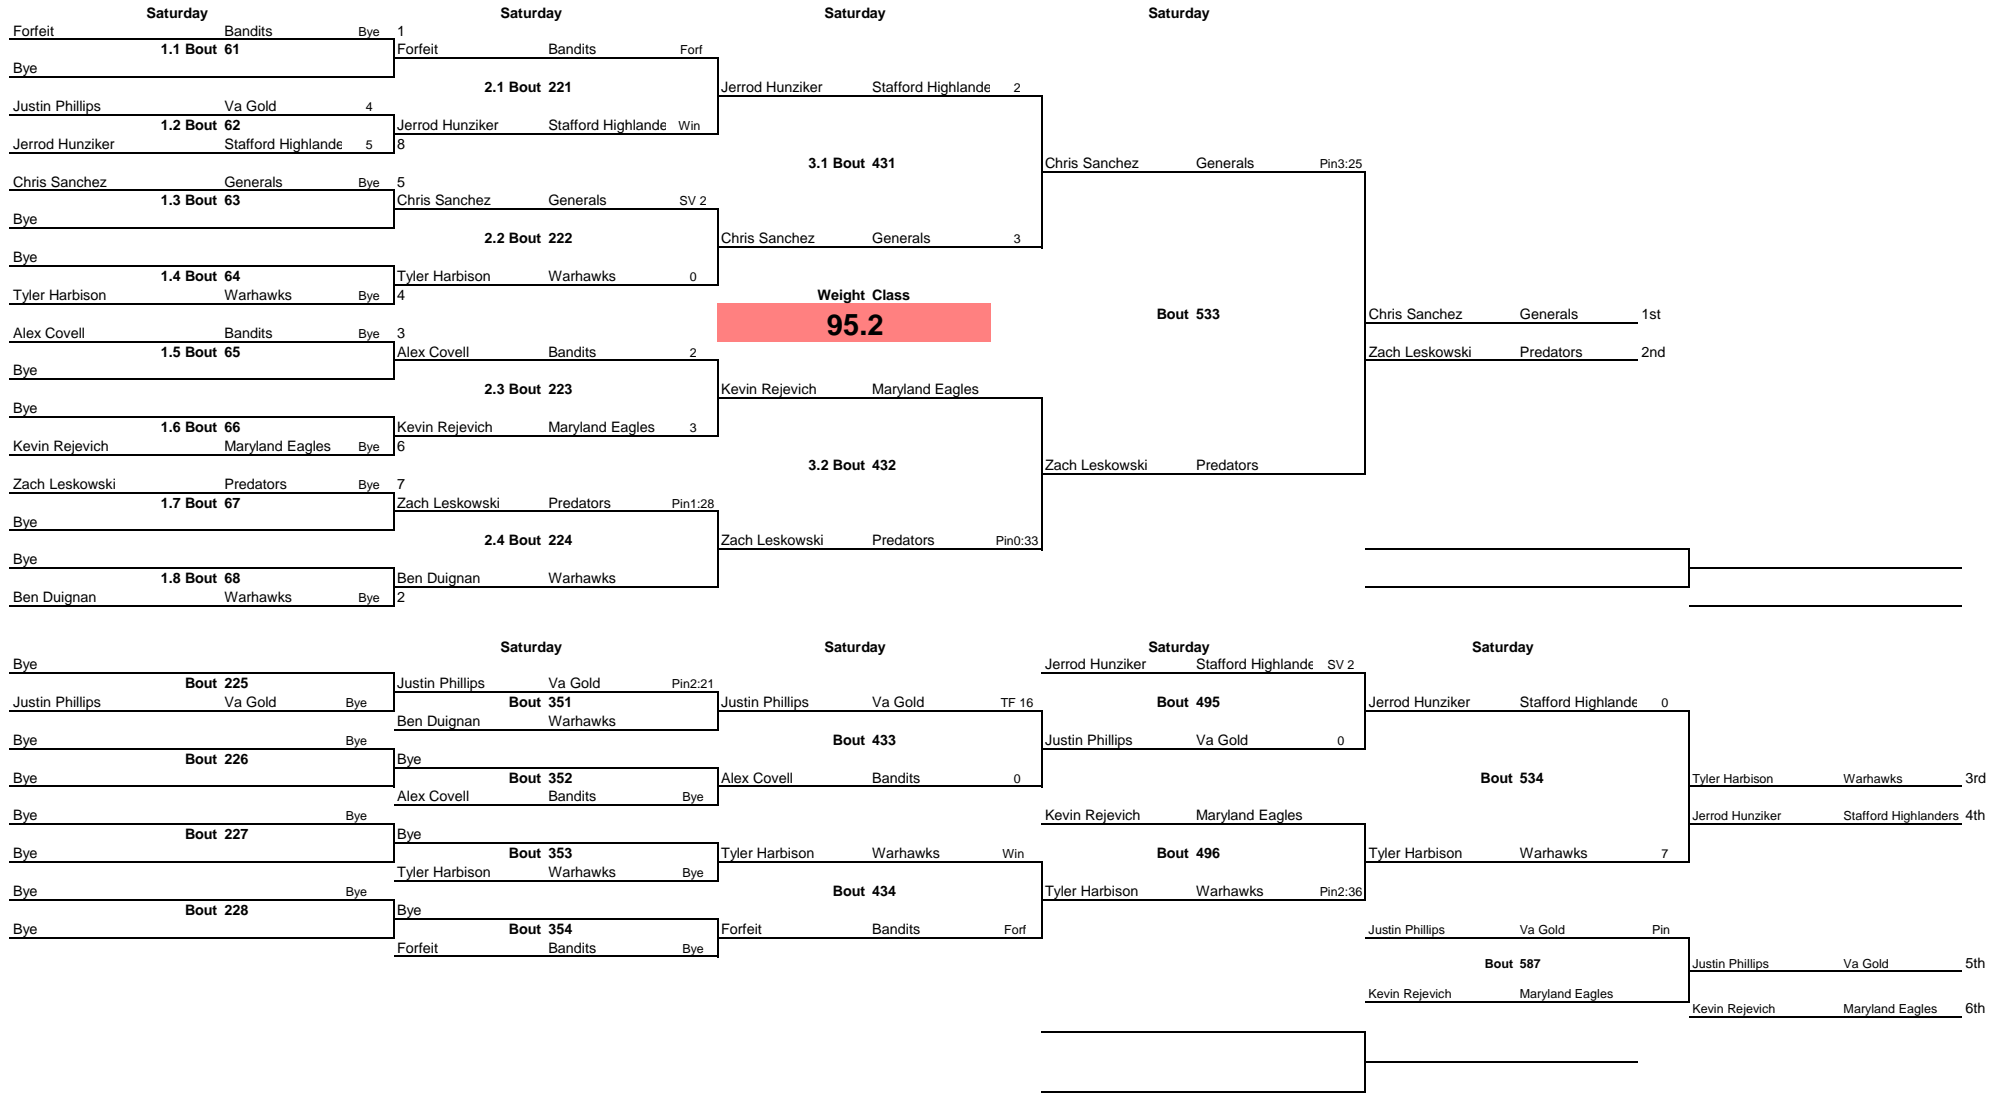 Saturday Saturday Saturday Saturday
Forfeit Bandits Bye 1
1.1 Bout 61 Forfeit Bandits Forf
Bye
2.1 Bout 221 Jerrod Hunziker Stafford Highlande 2
Justin Phillips Va Gold 4
1.2 Bout 62 Jerrod Hunziker Stafford Highlande Win
Jerrod Hunziker Stafford Highlande 5 8
3.1 Bout 431 Chris Sanchez Generals Pin3:25
Chris Sanchez Generals Bye 5
1.3 Bout 63 Chris Sanchez Generals SV 2
Bye
2.2 Bout 222 Chris Sanchez Generals 3
Bye
1.4 Bout 64 Tyler Harbison Warhawks 0
Tyler Harbison Warhawks Bye 4 Weight Class
95.2 Bout 533 Chris Sanchez Generals 1st
Alex Covell Bandits Bye 3
1.5 Bout 65 Alex Covell Bandits 2 Zach Leskowski Predators 2nd
Bye
2.3 Bout 223 Kevin Rejevich Maryland Eagles
Bye
1.6 Bout 66 Kevin Rejevich Maryland Eagles 3
Kevin Rejevich Maryland Eagles Bye 6
3.2 Bout 432 Zach Leskowski Predators
Zach Leskowski Predators Bye 7
1.7 Bout 67 Zach Leskowski Predators Pin1:28
Bye
2.4 Bout 224 Zach Leskowski Predators Pin0:33
Bye
1.8 Bout 68 Ben Duignan Warhawks
Ben Duignan Warhawks Bye 2
Saturday Saturday Saturday Saturday
Bye Jerrod Hunziker Stafford Highlande SV 2
Bout 225 Justin Phillips Va Gold Pin2:21
Justin Phillips Va Gold Bye Bout 351 Justin Phillips Va Gold TF 16 Bout 495 Jerrod Hunziker Stafford Highlande 0
Ben Duignan Warhawks
Bye Bye Bout 433 Justin Phillips Va Gold 0
Bout 226 Bye
Bye Bout 352 Alex Covell Bandits 0 Bout 534 Tyler Harbison Warhawks 3rd
Alex Covell Bandits Bye
Bye Bye Kevin Rejevich Maryland Eagles Jerrod Hunziker Stafford Highlanders 4th
Bout 227 Bye
Bye Bout 353 Tyler Harbison Warhawks Win Bout 496 Tyler Harbison Warhawks 7
Tyler Harbison Warhawks Bye
Bye Bye Bout 434 Tyler Harbison Warhawks Pin2:36
Bout 228 Bye
Bye Bout 354 Forfeit Bandits Forf Justin Phillips Va Gold Pin
Forfeit Bandits Bye
Bout 587 Justin Phillips Va Gold 5th
Kevin Rejevich Maryland Eagles
Kevin Rejevich Maryland Eagles 6th